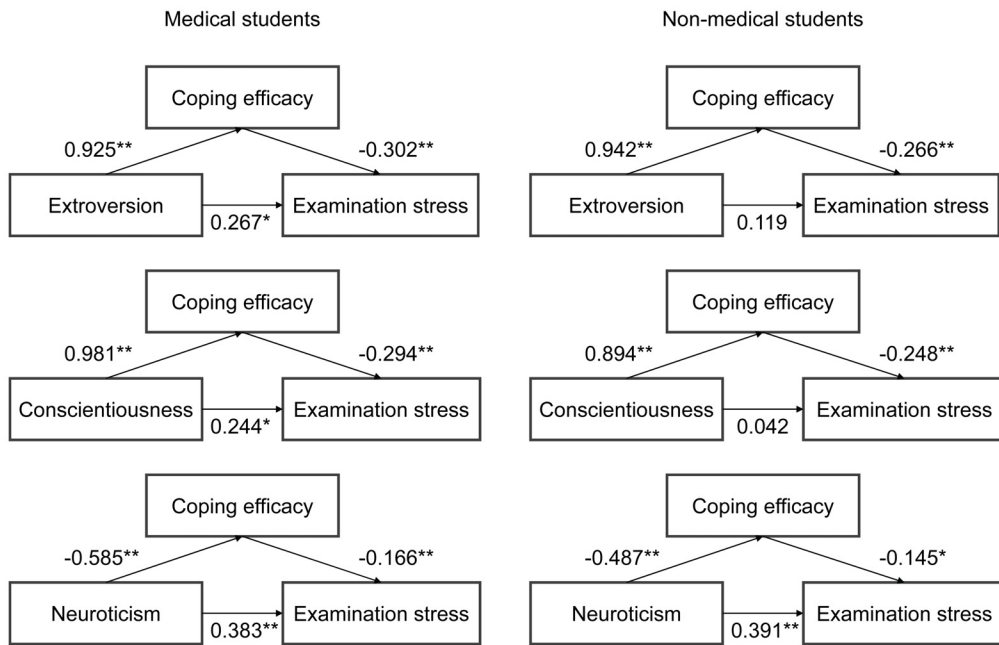 Medical students
Non-medical students
Coping efficacy
0.925**
-0.302**
Extroversion
Examination stress
0.267*
Coping efficacy
0.942**
-0.266**
Extroversion
Examination stress
0.119
Coping efficacy
0.981**
-0.294**
Conscientiousness
Examination stress
0.244*
Coping efficacy
0.894**
-0.248**
Conscientiousness
Examination stress
0.042
Coping efficacy
-0.585**
-0.166**
Neuroticism
Examination stress
0.383**
Coping efficacy
-0.487**
-0.145*
Neuroticism
Examination stress
0.391**